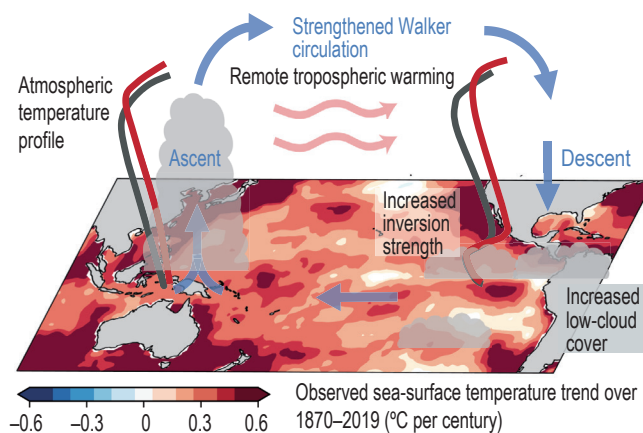 Strengthened Walker
circulation
Atmospheric
temperature
profile
Remote tropospheric warming
Ascent
Descent
Increased
inversion
strength
Increased
low-cloud
cover
−0.6 −0.3 0 0.3 0.6
Observed sea-surface temperature trend over
1870–2019 (ºC per century)